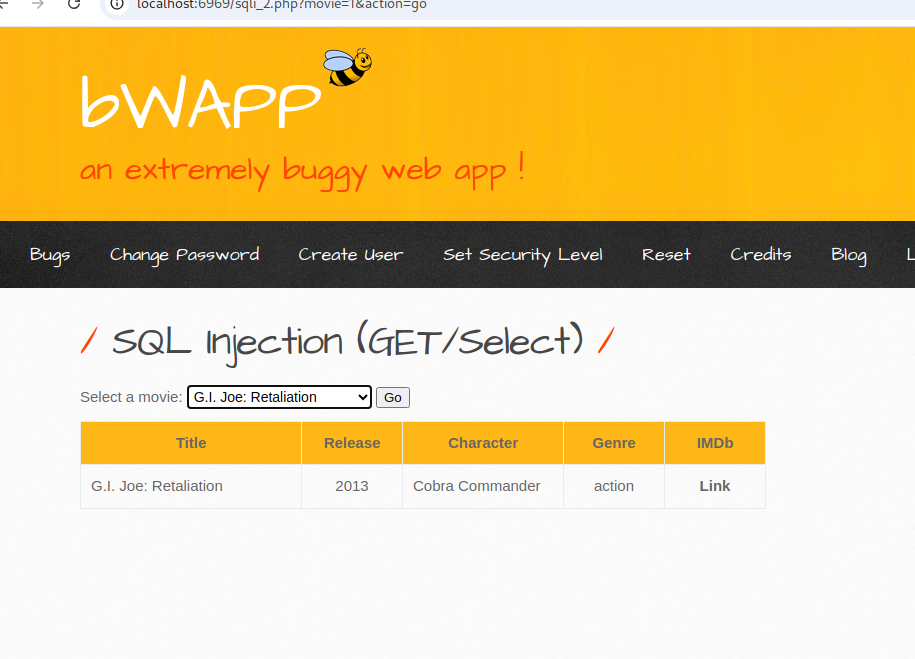 localhost:6969/sqli_2.php?movie=1&action=go
bWAPP
an extremely buggy web app !
Bugs Change Password Create User Set Security Level Reset Credits Blog L
/ SQL Injection (GET/Select) /
Select a movie: G.I. Joe: Retaliation Go
Title Release Character Genre IMDb
G.I. Joe: Retaliation 2013 Cobra Commander action Link